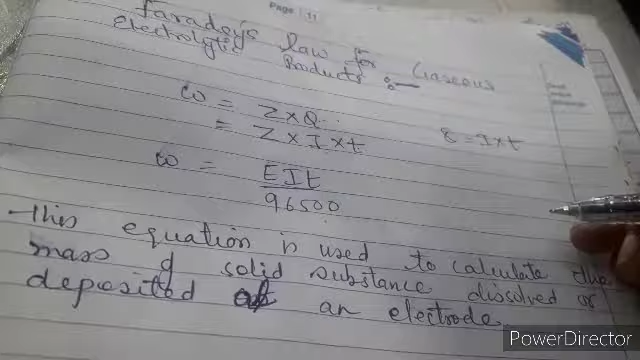 Page: 11
Faraday's law for Gaseous
Electrolytic Products :-
w = Z×Q
= Z×I×t
Q = I×t
w = EIt
96500
This equation is used to calculate the
mass of solid substance dissolved or
deposited at an electrode
PowerDirector